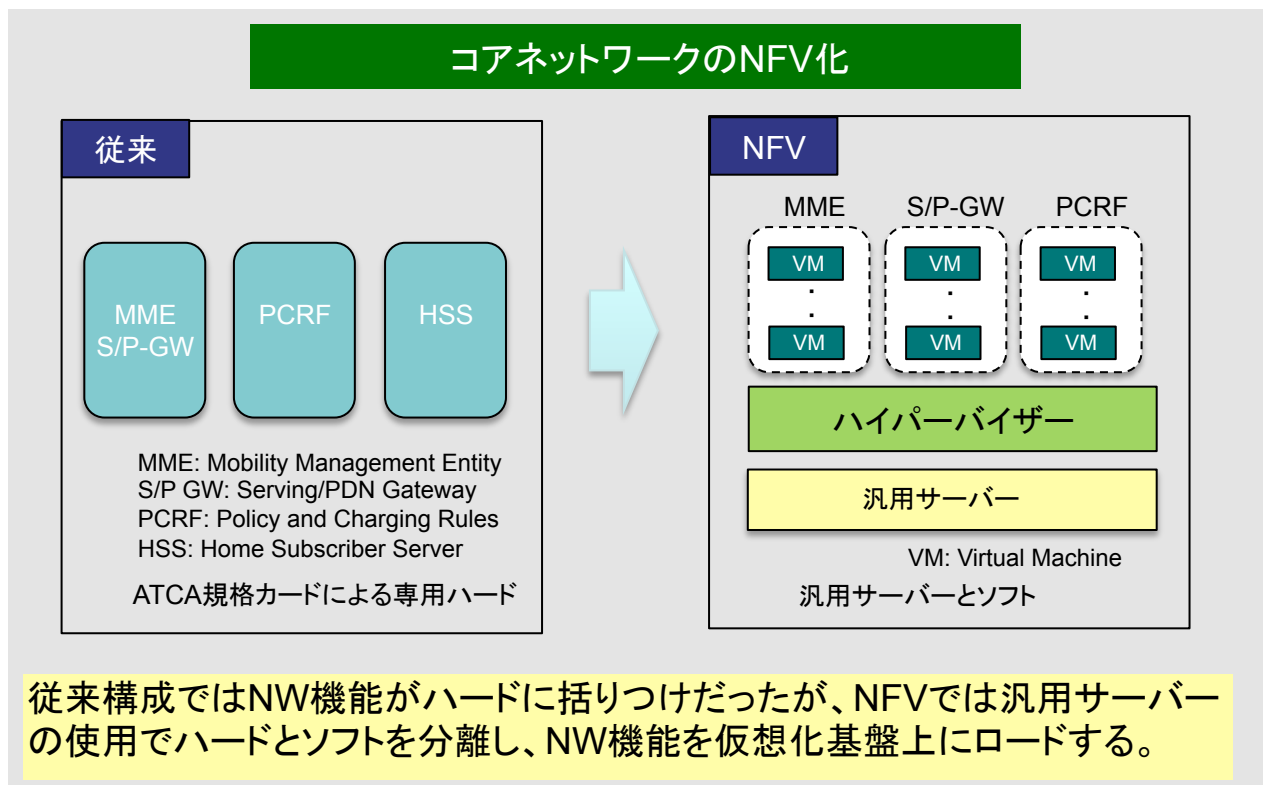 コアネットワークのNFV化
従来
MME
S/P-GW
PCRF
HSS
MME: Mobility Management Entity
S/P GW: Serving/PDN Gateway
PCRF: Policy and Charging Rules
HSS: Home Subscriber Server
ATCA規格カードによる専用ハード
NFV
MME S/P-GW PCRF
VM VM VM
VM VM VM
ハイパーバイザー
汎用サーバー
VM: Virtual Machine
汎用サーバーとソフト
従来構成ではNW機能がハードに括りつけだったが、NFVでは汎用サーバー
の使用でハードとソフトを分離し、NW機能を仮想化基盤上にロードする。